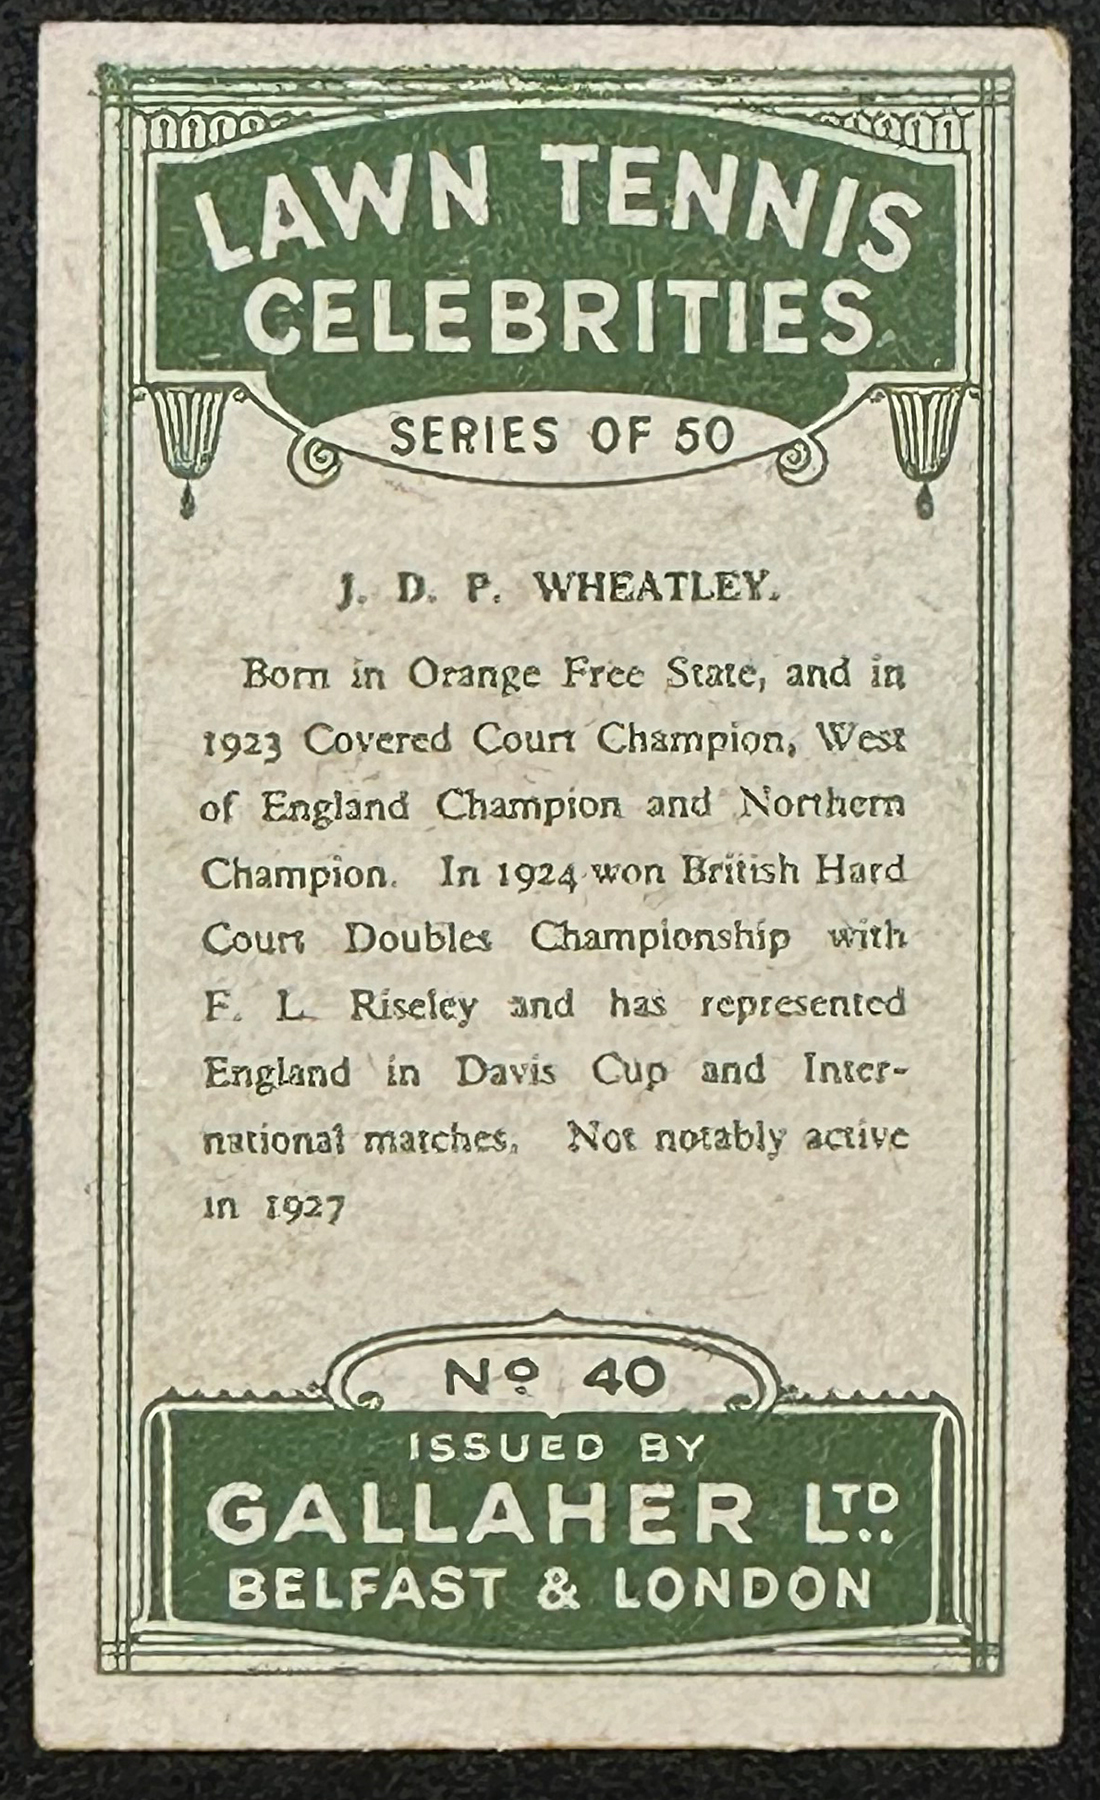 LAWN TENNIS
CELEBRITIES
SERIES OF 50
J. D. P. WHEATLEY.
Born in Orange Free State, and in
1923 Covered Court Champion, West
of England Champion and Northern
Champion. In 1924 won British Hard
Court Doubles Championship with
F. L. Riseley and has represented
England in Davis Cup and Inter-
national matches. Not notably active
in 1927
No 40
ISSUED BY
GALLAHER LTD.
BELFAST & LONDON